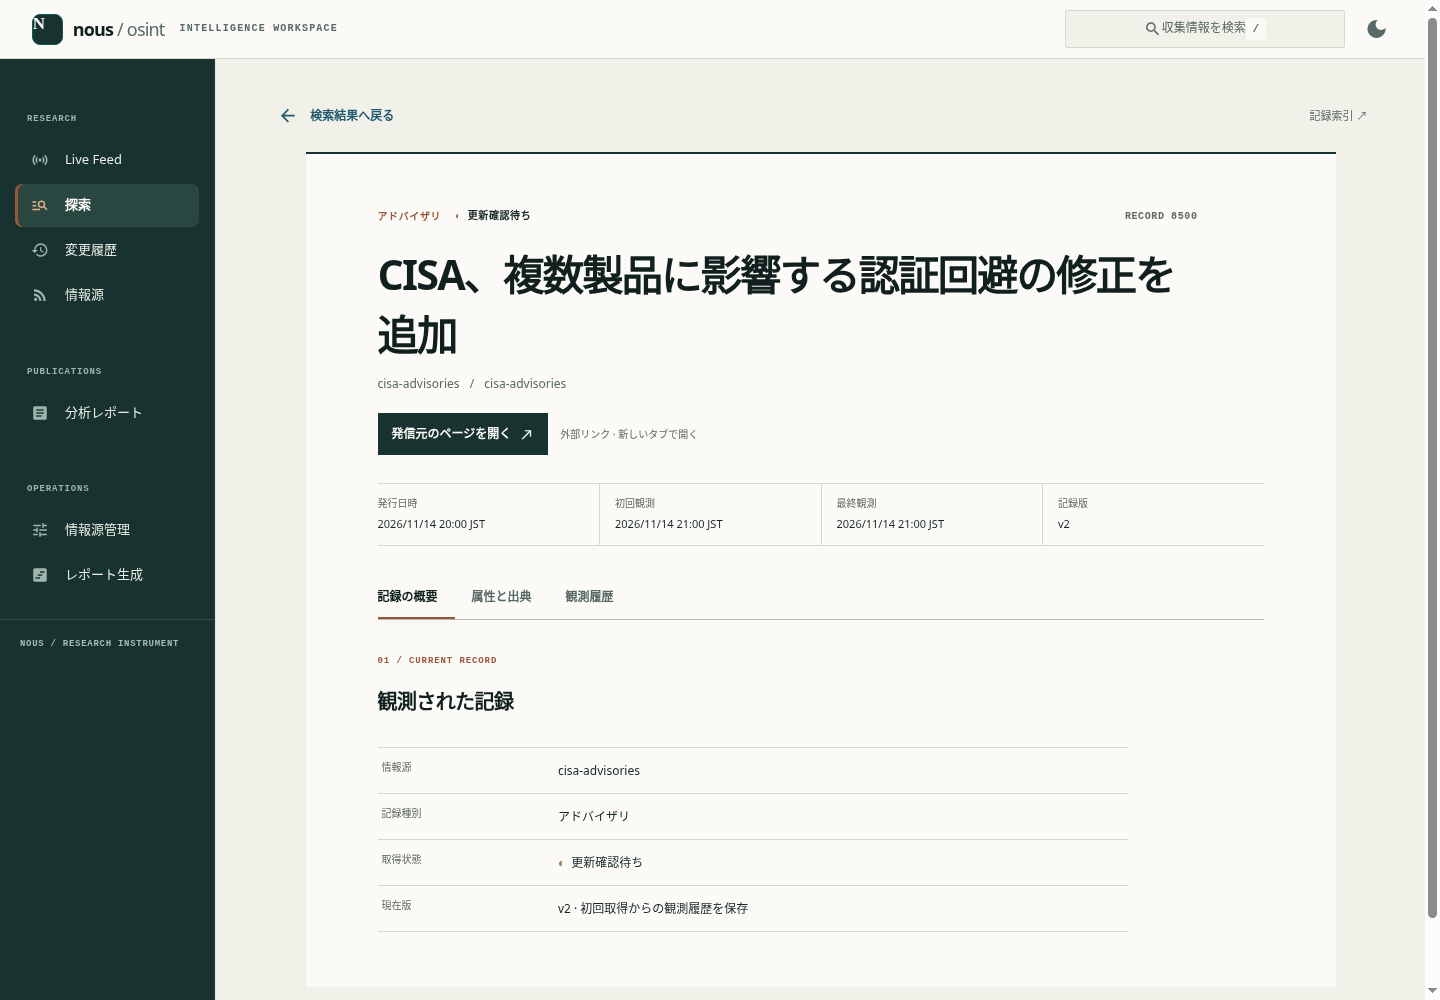 N
nous / osint
INTELLIGENCE WORKSPACE
収集情報を検索 /
RESEARCH
Live Feed
探索
変更履歴
情報源
PUBLICATIONS
分析レポート
OPERATIONS
情報源管理
レポート生成
NOUS / RESEARCH INSTRUMENT
検索結果へ戻る
記録索引 ↗
アドバイザリ 更新確認待ち
RECORD 8500
CISA、複数製品に影響する認証回避の修正を
追加
cisa-advisories / cisa-advisories
発信元のページを開く ↗
外部リンク · 新しいタブで開く
発行日時
2026/11/14 20:00 JST
初回観測
2026/11/14 21:00 JST
最終観測
2026/11/14 21:00 JST
記録版
v2
記録の概要
属性と出典
観測履歴
01 / CURRENT RECORD
観測された記録
情報源 cisa-advisories
記録種別 アドバイザリ
取得状態 更新確認待ち
現在版 v2 · 初回取得からの観測履歴を保存